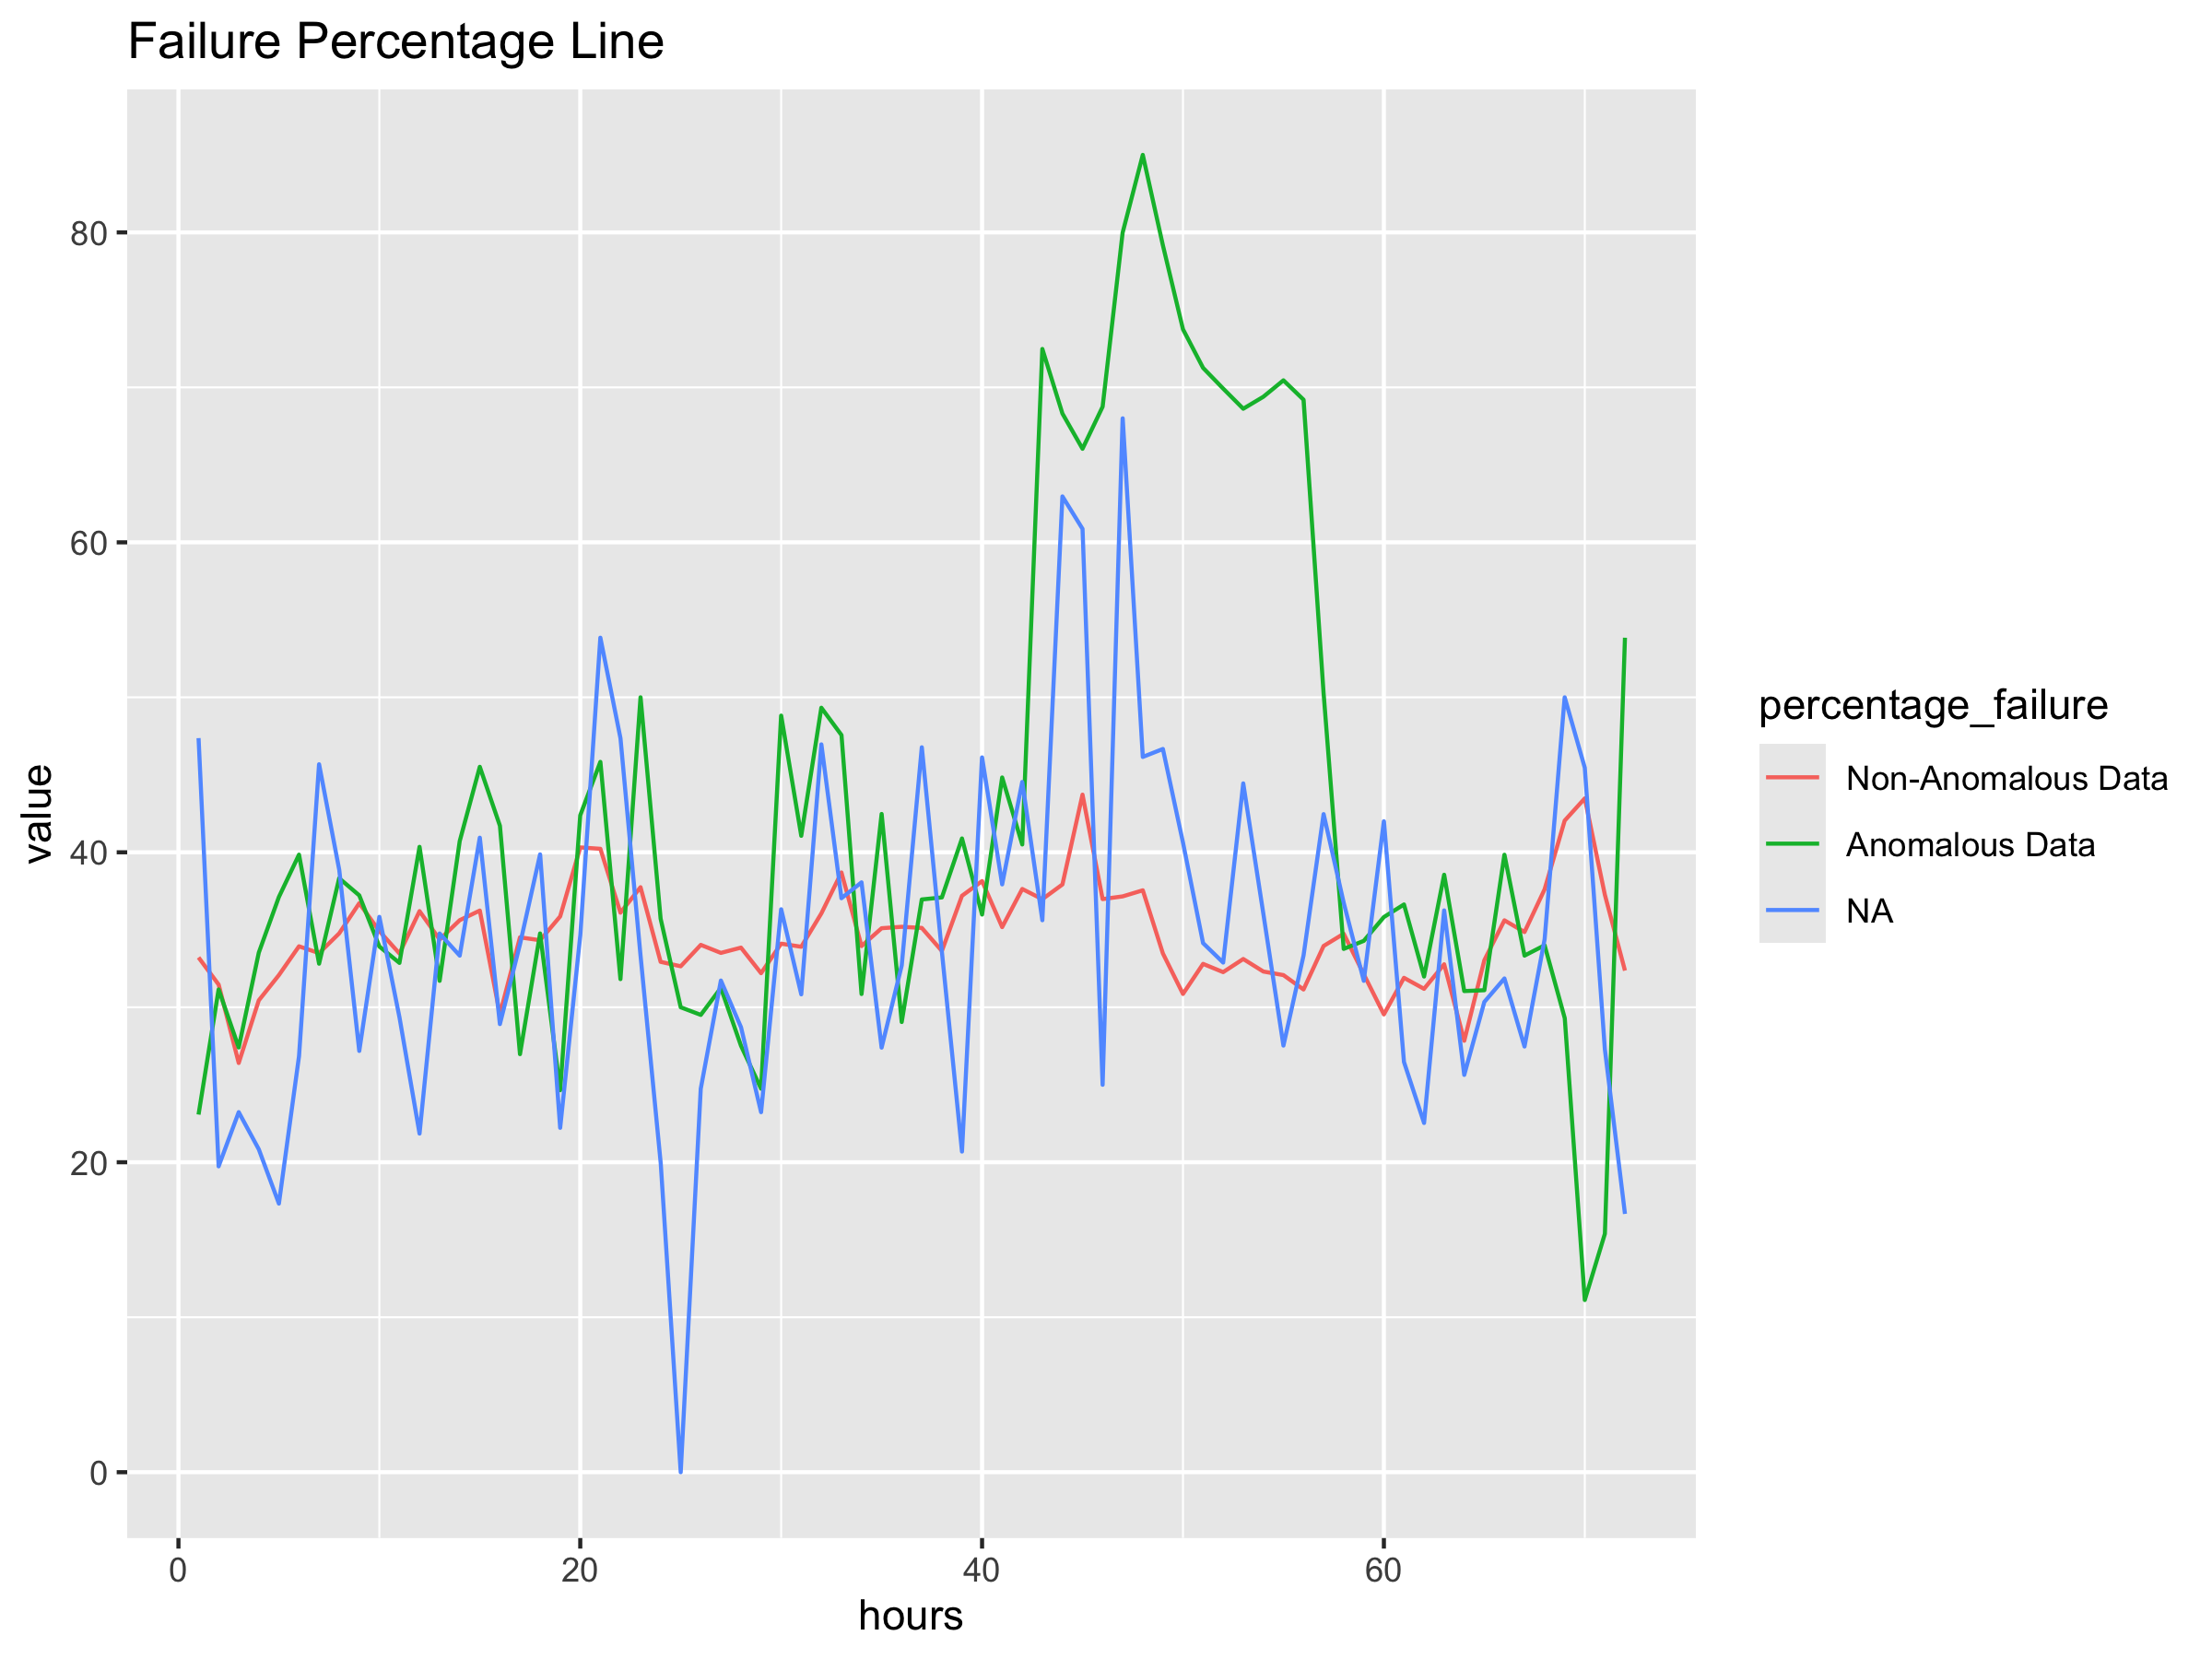 Failure Percentage Line
80
60
40
20
0
value
0
20
40
60
hours
percentage_failure
Non-Anomalous Data
Anomalous Data
NA